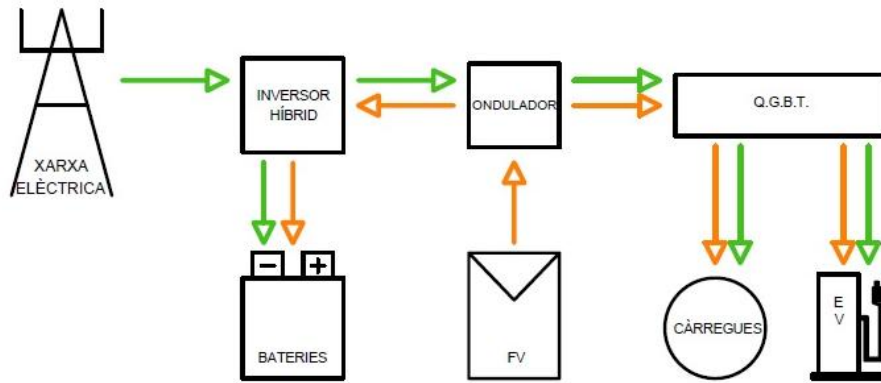 XARXA
ELÈCTRICA
INVERSOR
HÍBRID
ONDULADOR
Q.G.B.T.
BATERIES
FV
CÀRREGUES
E
V